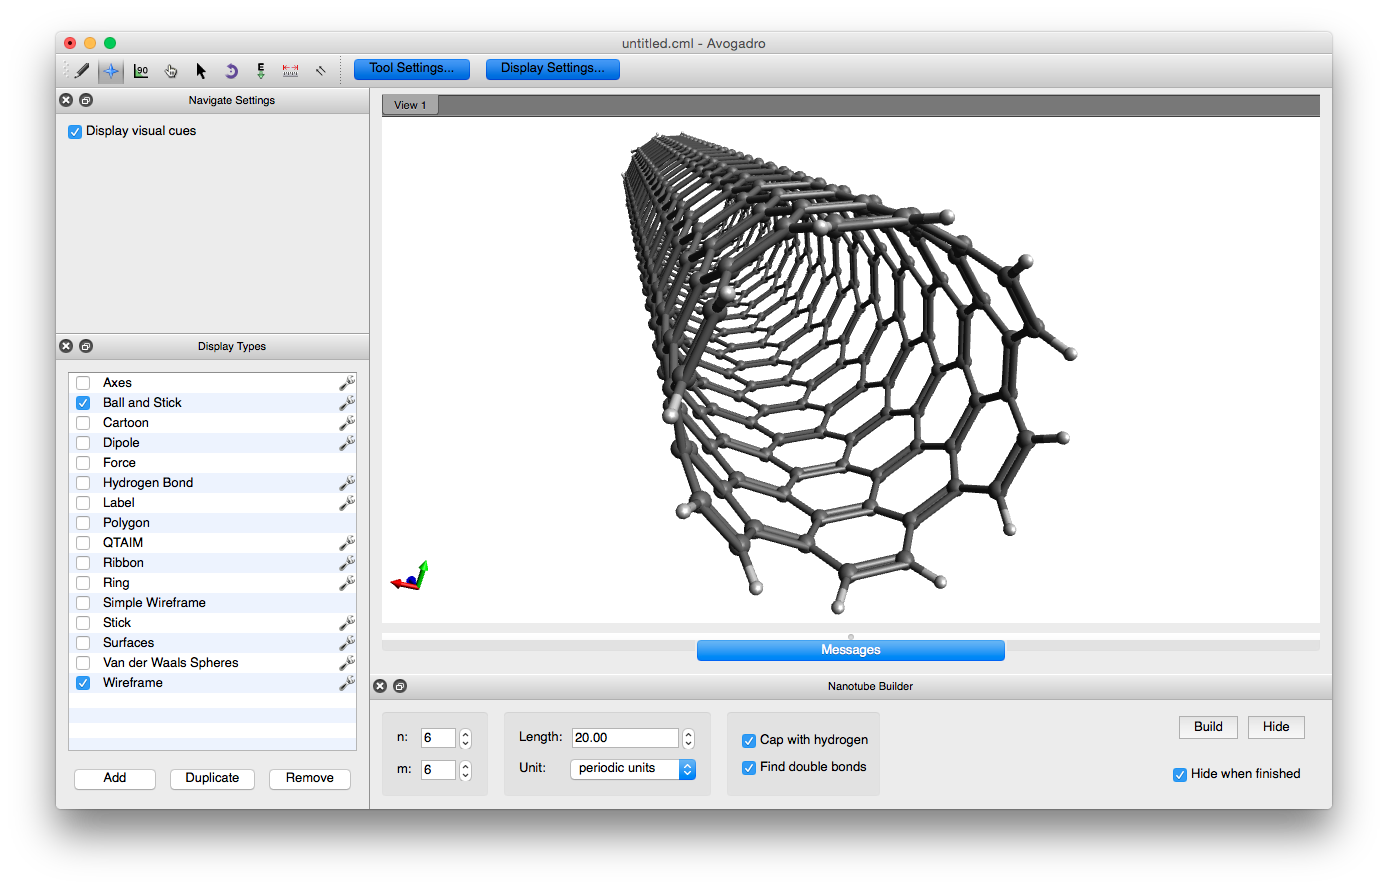 untitled.cml - Avogadro
90
E
Tool Settings...
Display Settings...
Navigate Settings
Display visual cues
View 1
Display Types
Axes
Ball and Stick
Cartoon
Dipole
Force
Hydrogen Bond
Label
Polygon
QTAIM
Ribbon
Ring
Simple Wireframe
Stick
Surfaces
Van der Waals Spheres
Wireframe
Add
Duplicate
Remove
Messages
Nanotube Builder
n: 6
m: 6
Length: 20.00
Unit: periodic units
Cap with hydrogen
Find double bonds
Build
Hide
Hide when finished